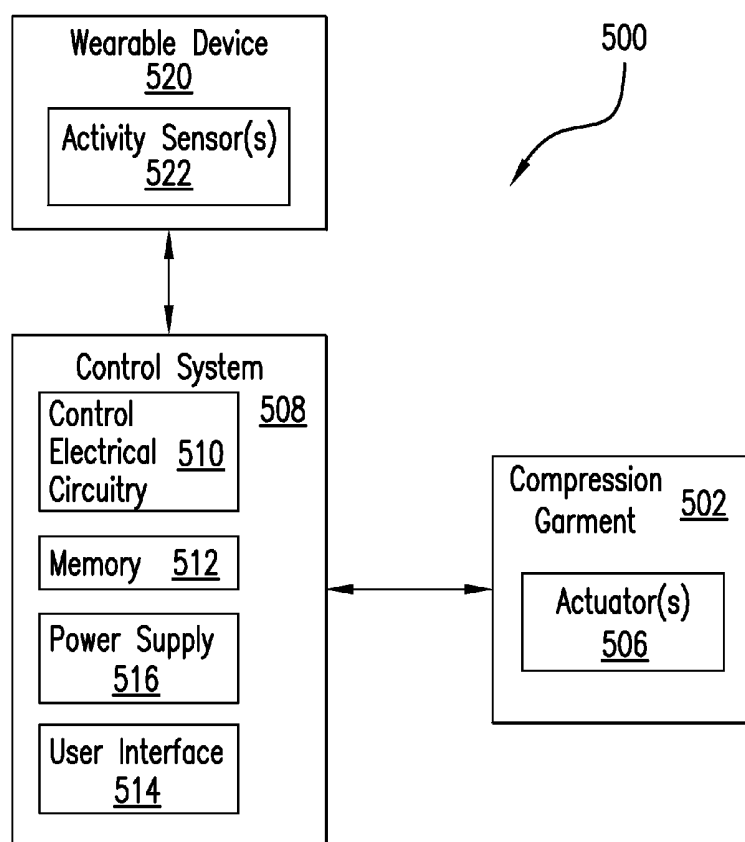 Wearable Device
520
Activity Sensor(s)
522
500
Control System
508
Control
Electrical 510
Circuitry
Memory 512
Power Supply
516
User Interface
514
Compression
Garment 502
Actuator(s)
506